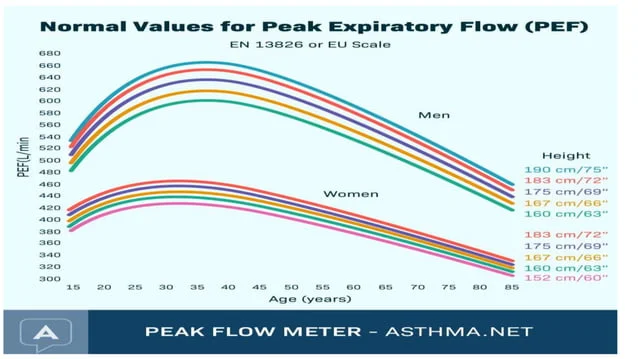 Normal Values for Peak Expiratory Flow (PEF)
EN 13826 or EU Scale
PEF(L/min
680
660
640
620
600
580
560
540
520
500
480
460
440
420
400
380
360
340
320
300
Men
Women
Height
190 cm/75"
183 cm/72"
175 cm/69"
167 cm/66"
160 cm/63"
183 cm/72"
175 cm/69"
167 cm/66"
160 cm/63"
152 cm/60"
15 20 25 30 35 40 45 50 55 60 65 70 75 80 85
Age (years)
A
PEAK FLOW METER - ASTHMA.NET